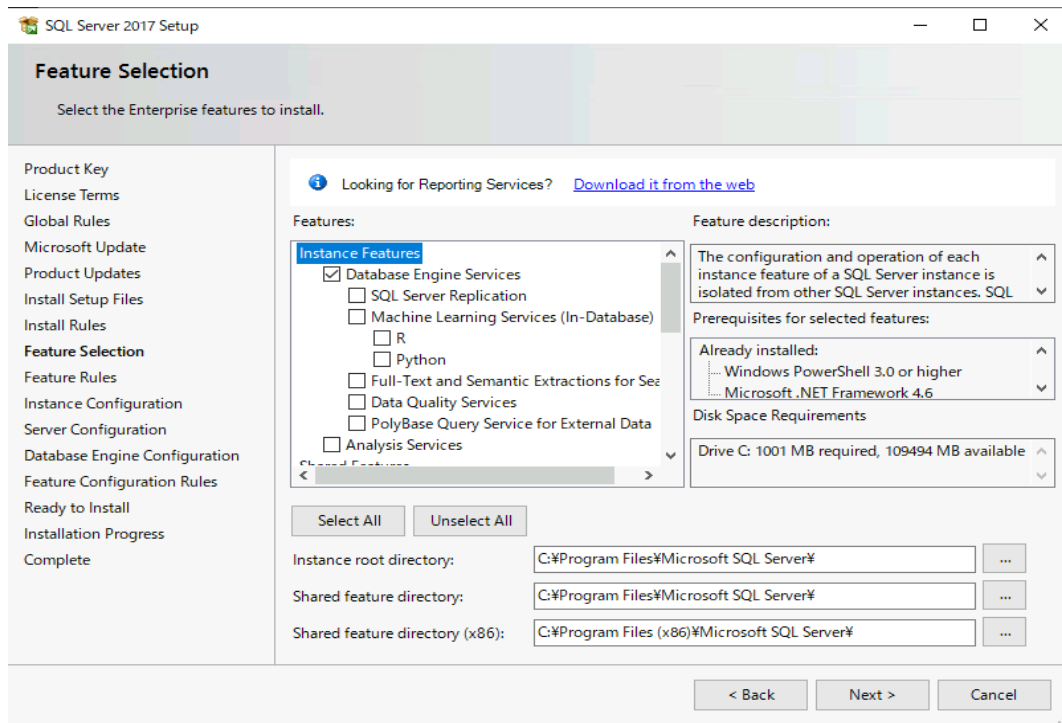 SQL Server 2017 Setup
Feature Selection
Select the Enterprise features to install.
Product Key
License Terms
Global Rules
Microsoft Update
Product Updates
Install Setup Files
Install Rules
Feature Selection
Feature Rules
Instance Configuration
Server Configuration
Database Engine Configuration
Feature Configuration Rules
Ready to Install
Installation Progress
Complete
Looking for Reporting Services? Download it from the web
Features:
Instance Features
Database Engine Services
SQL Server Replication
Machine Learning Services (In-Database)
R
Python
Full-Text and Semantic Extractions for Sea
Data Quality Services
PolyBase Query Service for External Data
Analysis Services
Shared Features
Feature description:
The configuration and operation of each
instance feature of a SQL Server instance is
isolated from other SQL Server instances. SQL
Prerequisites for selected features:
Already installed:
Windows PowerShell 3.0 or higher
Microsoft .NET Framework 4.6
Disk Space Requirements
Drive C: 1001 MB required, 109494 MB available
Select All
Unselect All
Instance root directory: C:¥Program Files¥Microsoft SQL Server¥ ...
Shared feature directory: C:¥Program Files¥Microsoft SQL Server¥ ...
Shared feature directory (x86): C:¥Program Files (x86)¥Microsoft SQL Server¥ ...
< Back
Next >
Cancel